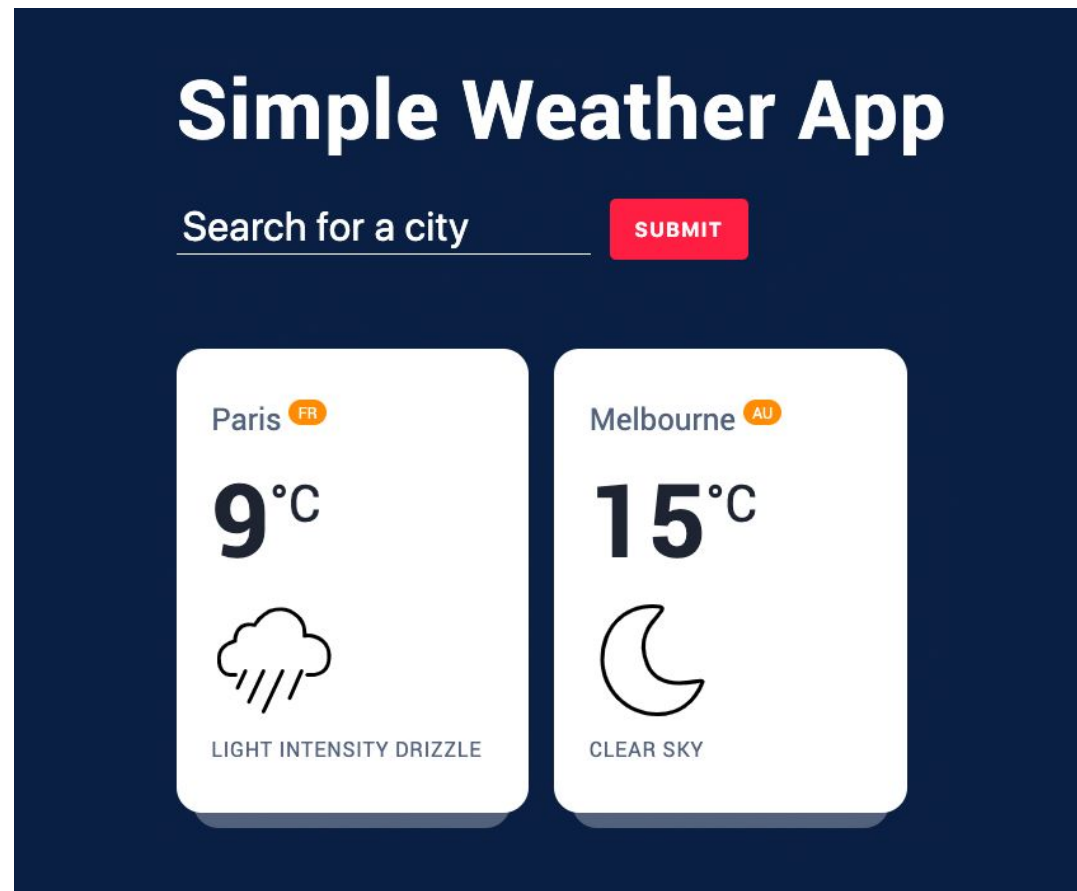 Simple Weather App
Search for a city
SUBMIT
Paris FR
9°C
LIGHT INTENSITY DRIZZLE
Melbourne AU
15°C
CLEAR SKY